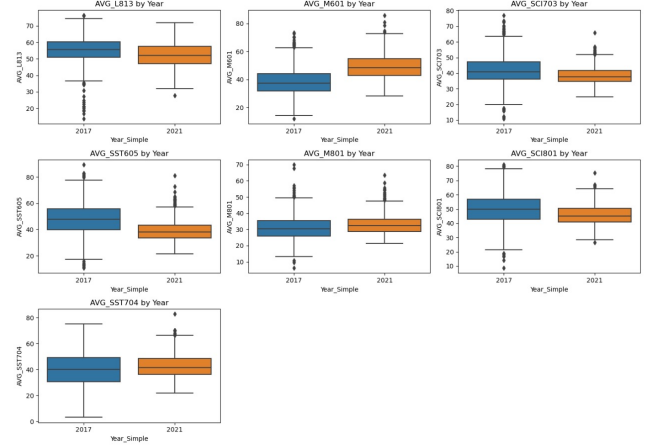 AVG_L813 by Year
AVG_L813
70
60
50
40
30
20
2017
2021
Year_Simple
AVG_M601 by Year
AVG_M601
80
60
40
20
2017
2021
Year_Simple
AVG_SCI703 by Year
AVG_SCI703
80
70
60
50
40
30
20
10
2017
2021
Year_Simple
AVG_SST605 by Year
AVG_SST605
80
60
40
20
2017
2021
Year_Simple
AVG_M801 by Year
AVG_M801
70
60
50
40
30
20
10
2017
2021
Year_Simple
AVG_SCI801 by Year
AVG_SCI801
80
70
60
50
40
30
20
10
2017
2021
Year_Simple
AVG_SST704 by Year
AVG_SST704
80
60
40
20
0
2017
2021
Year_Simple